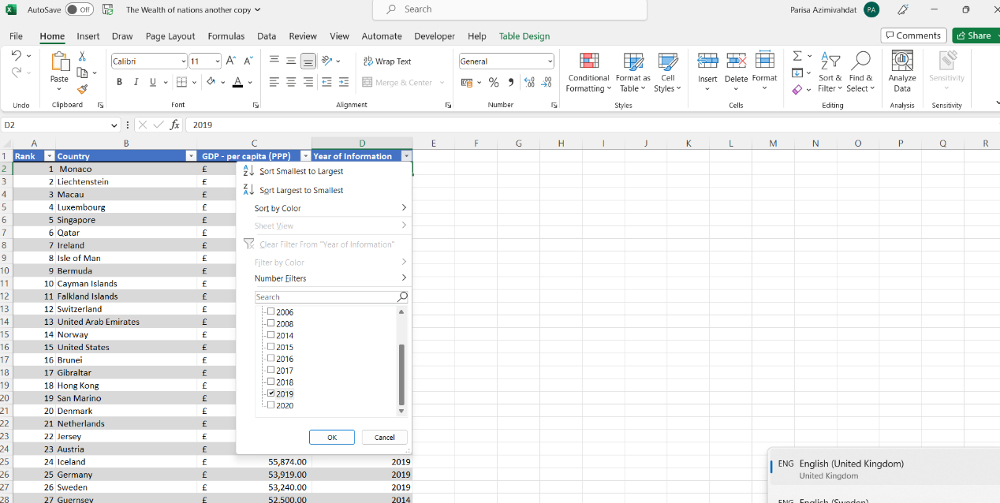 AutoSave Off The Wealth of nations another copy Search Parisa Azimivahdat PA
File Home Insert Draw Page Layout Formulas Data Review View Automate Developer Help Table Design Comments Share
Paste Calibri 11 Wrap Text General Conditional Formatting Format as Table Cell Styles Insert Delete Format Sort & Filter Find & Select Analyze Data Sensitivity
B I U A Merge & Center %
Undo Clipboard Font Alignment Number Styles Cells Editing Analysis Sensitivity
D2 fx 2019
A B C D E F G H I J K L M N O P Q R
1 Rank Country GDP - per capita (PPP) Year of Information
2 1 Monaco £
3 2 Liechtenstein £
4 3 Macau £
5 4 Luxembourg £
6 5 Singapore £
7 6 Qatar £
8 7 Ireland £
9 8 Isle of Man £
10 9 Bermuda £
11 10 Cayman Islands £
12 11 Falkland Islands £
13 12 Switzerland £
14 13 United Arab Emirates £
15 14 Norway £
16 15 United States £
17 16 Brunei £
18 17 Gibraltar £
19 18 Hong Kong £
20 19 San Marino £
21 20 Denmark £
22 21 Netherlands £
23 22 Jersey £
24 23 Austria £
25 24 Iceland £ 55,874.00 2019
26 25 Germany £ 53,919.00 2019
27 26 Sweden £ 53,240.00 2019
28 27 Guernsey £ 52,500.00 2014
Sort Smallest to Largest
Sort Largest to Smallest
Sort by Color
Sheet View
Clear Filter From "Year of Information"
Filter by Color
Number Filters
Search
2006
2008
2014
2015
2016
2017
2018
2019
2020
OK Cancel
ENG English (United Kingdom)
United Kingdom
ENG English (Sweden)